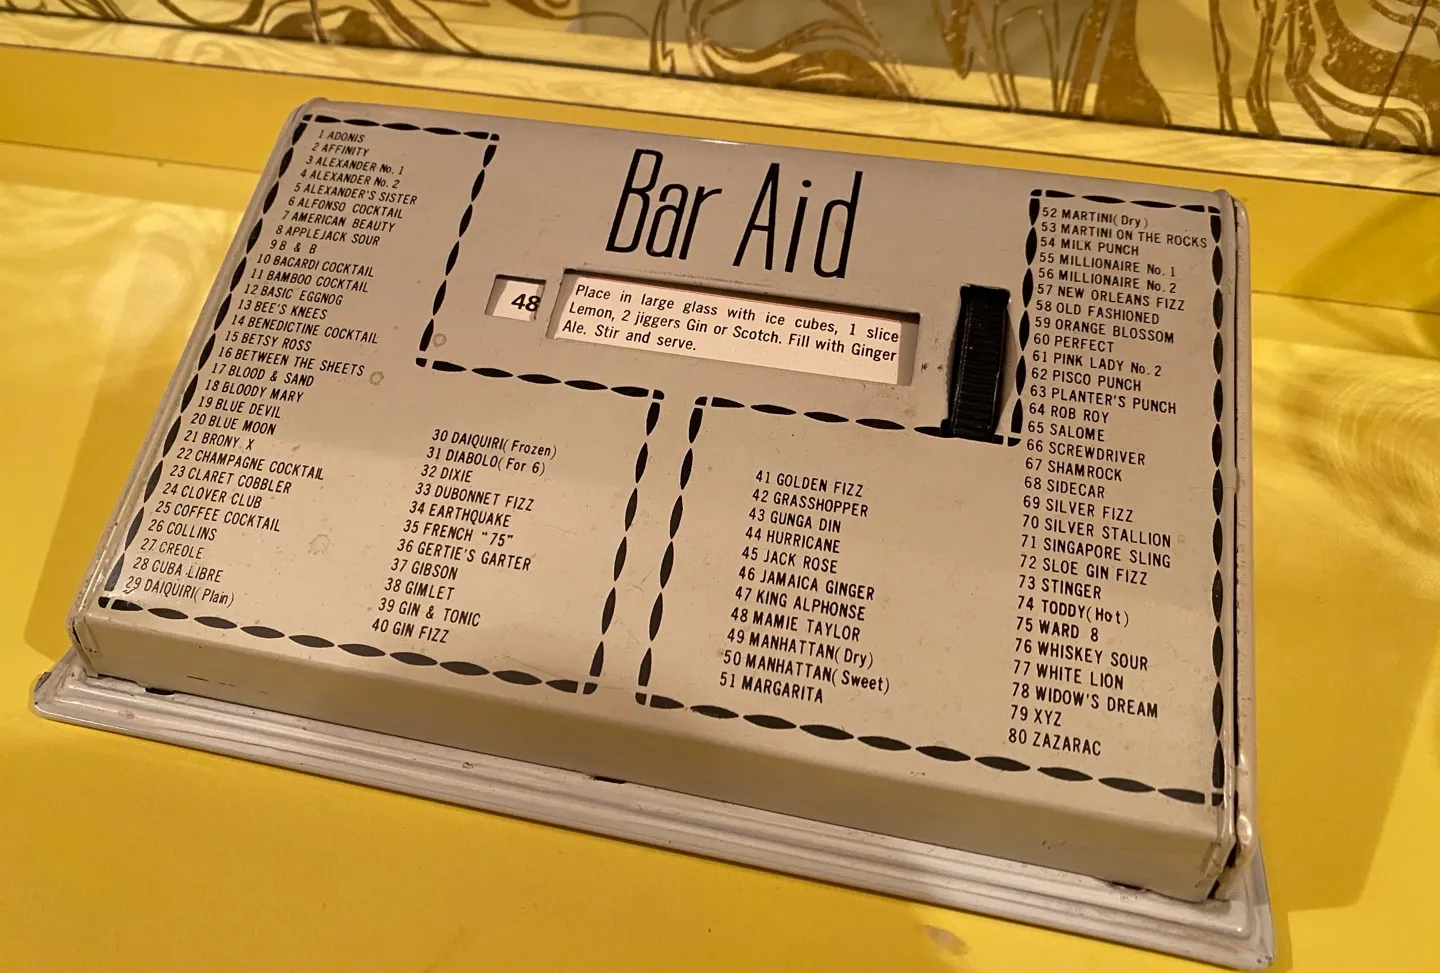 Bar Aid
48
Place in large glass with ice cubes, 1 slice
Lemon, 2 jiggers Gin or Scotch. Fill with Ginger
Ale. Stir and serve.
1 ADONIS
2 AFFINITY
3 ALEXANDER No. 1
4 ALEXANDER No. 2
5 ALEXANDER'S SISTER
6 ALFONSO COCKTAIL
7 AMERICAN BEAUTY
8 APPLEJACK SOUR
9 B & B
10 BACARDI COCKTAIL
11 BAMBOO COCKTAIL
12 BASIC EGGNOG
13 BEE'S KNEES
14 BENEDICTINE COCKTAIL
15 BETSY ROSS
16 BETWEEN THE SHEETS
17 BLOOD & SAND
18 BLOODY MARY
19 BLUE DEVIL
20 BLUE MOON
21 BRONX
22 CHAMPAGNE COCKTAIL
23 CLARET COBBLER
24 CLOVER CLUB
25 COFFEE COCKTAIL
26 COLLINS
27 CREOLE
28 CUBA LIBRE
29 DAIQUIRI(Plain)
30 DAIQUIRI(Frozen)
31 DIABOLO(For 6)
32 DIXIE
33 DUBONNET FIZZ
34 EARTHQUAKE
35 FRENCH "75"
36 GERTIE'S GARTER
37 GIBSON
38 GIMLET
39 GIN & TONIC
40 GIN FIZZ
41 GOLDEN FIZZ
42 GRASSHOPPER
43 GUNGA DIN
44 HURRICANE
45 JACK ROSE
46 JAMAICA GINGER
47 KING ALPHONSE
48 MAMIE TAYLOR
49 MANHATTAN(Dry)
50 MANHATTAN(Sweet)
51 MARGARITA
52 MARTINI(Dry)
53 MARTINI ON THE ROCKS
54 MILK PUNCH
55 MILLIONAIRE No. 1
56 MILLIONAIRE No. 2
57 NEW ORLEANS FIZZ
58 OLD FASHIONED
59 ORANGE BLOSSOM
60 PERFECT
61 PINK LADY No. 2
62 PISCO PUNCH
63 PLANTER'S PUNCH
64 ROB ROY
65 SALOME
66 SCREWDRIVER
67 SHAMROCK
68 SIDECAR
69 SILVER FIZZ
70 SILVER STALLION
71 SINGAPORE SLING
72 SLOE GIN FIZZ
73 STINGER
74 TODDY(Hot)
75 WARD 8
76 WHISKEY SOUR
77 WHITE LION
78 WIDOW'S DREAM
79 XYZ
80 ZAZARAC